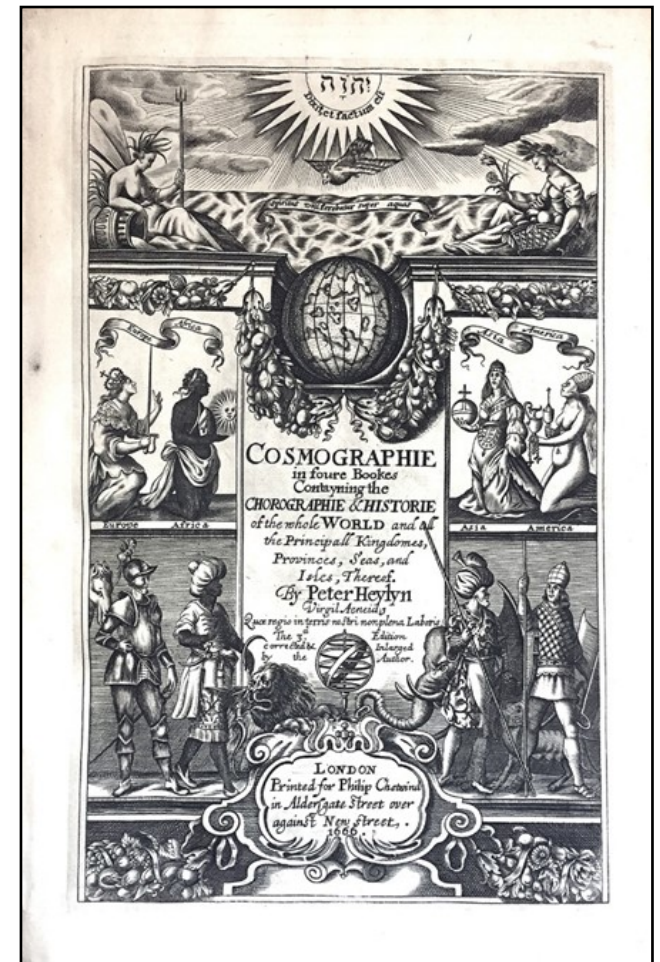 יהוה
Dixit et factum est
Spiritus Dei ferebatur super aquas
Europe Africa
Asia America
COSMOGRAPHIE
in foure Bookes
Contayning the
CHOROGRAPHIE & HISTORIE
of the whole WORLD and all
the Principall Kingdomes,
Provinces, Seas, and
Isles, Thereof.
By Peter Heylyn
Virgil Aeneid
Quæ regio in terris nostri non plena Laboris
The 3d Edition
corrected & Inlarged
by the Author.
Europe Africa
Asia America
LONDON
Printed for Philip Chetwind
in Aldersgate Street over
against New street,.
1666.